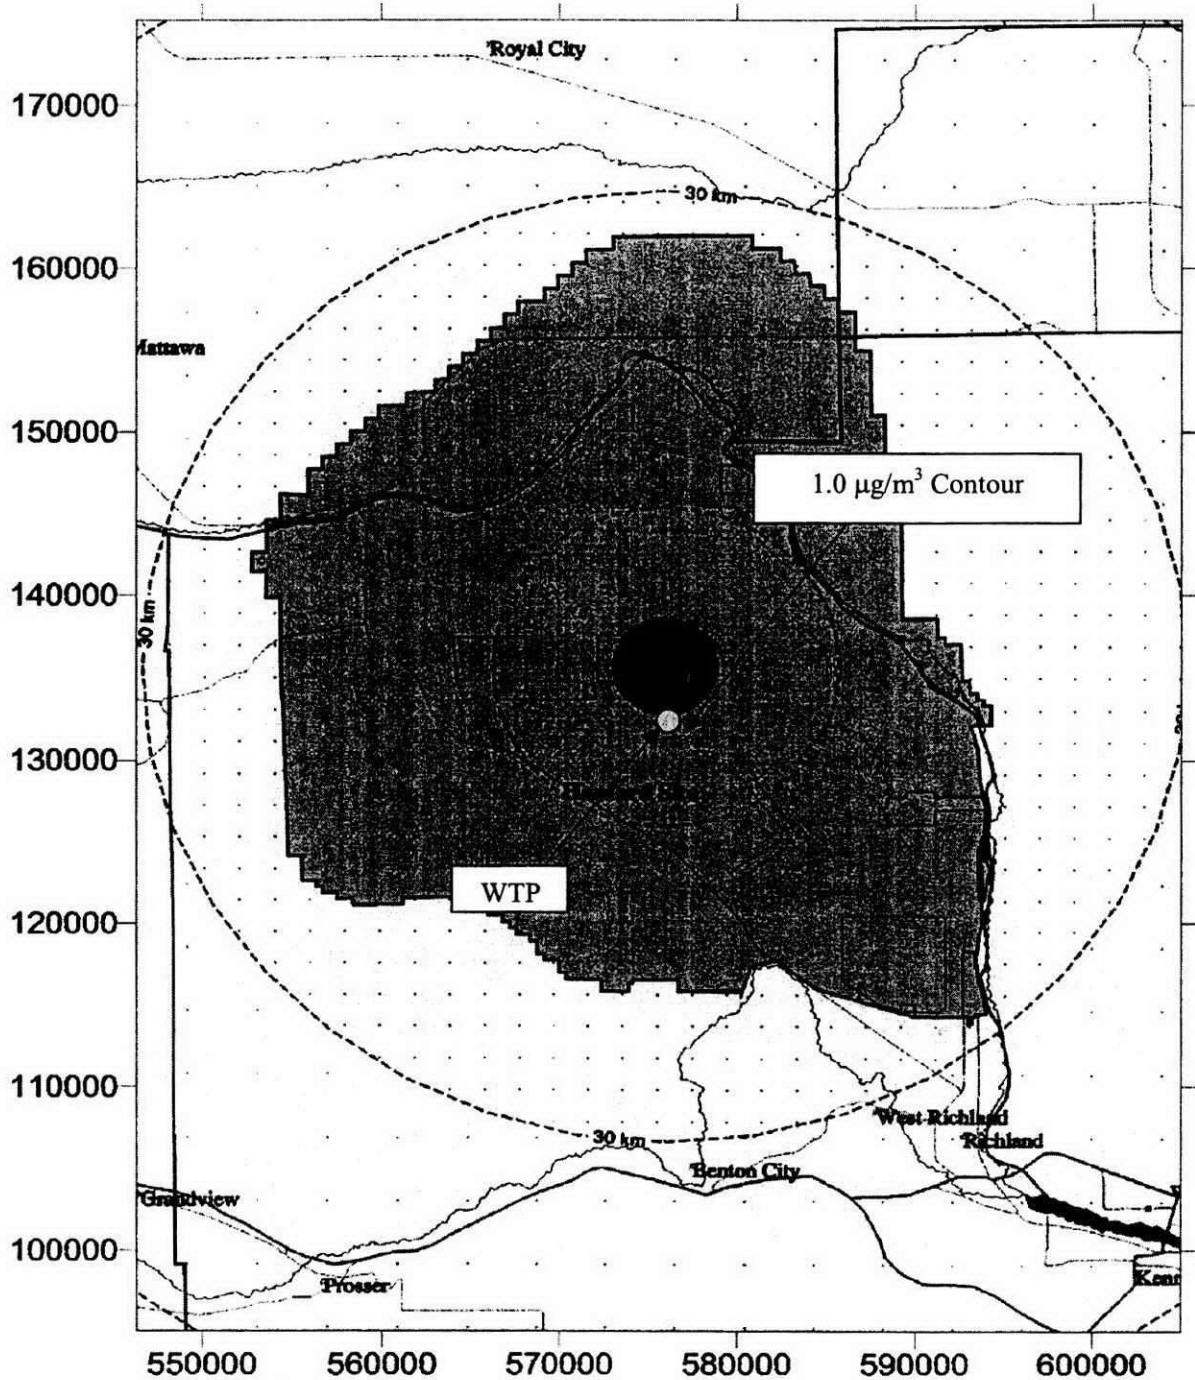 Royal City
170000
30 km
160000
Mattawa
150000
1.0 μg/m³ Contour
140000
30 km
130000
WTP
120000
110000
West Richland
30 km
Richland
Benton City
Grandview
100000
Prosser
550000 560000 570000 580000 590000 600000